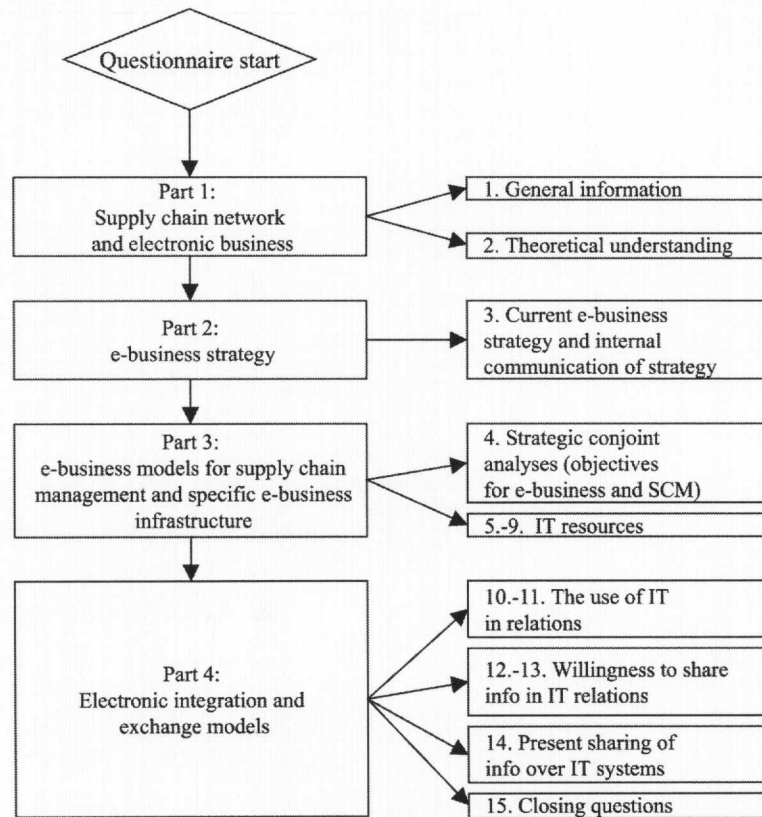 Questionnaire start
Part 1:
Supply chain network
and electronic business
1. General information
2. Theoretical understanding
Part 2:
e-business strategy
3. Current e-business
strategy and internal
communication of strategy
Part 3:
e-business models for supply chain
management and specific e-business
infrastructure
4. Strategic conjoint
analyses (objectives
for e-business and SCM)
5.-9. IT resources
Part 4:
Electronic integration and
exchange models
10.-11. The use of IT
in relations
12.-13. Willingness to share
info in IT relations
14. Present sharing of
info over IT systems
15. Closing questions